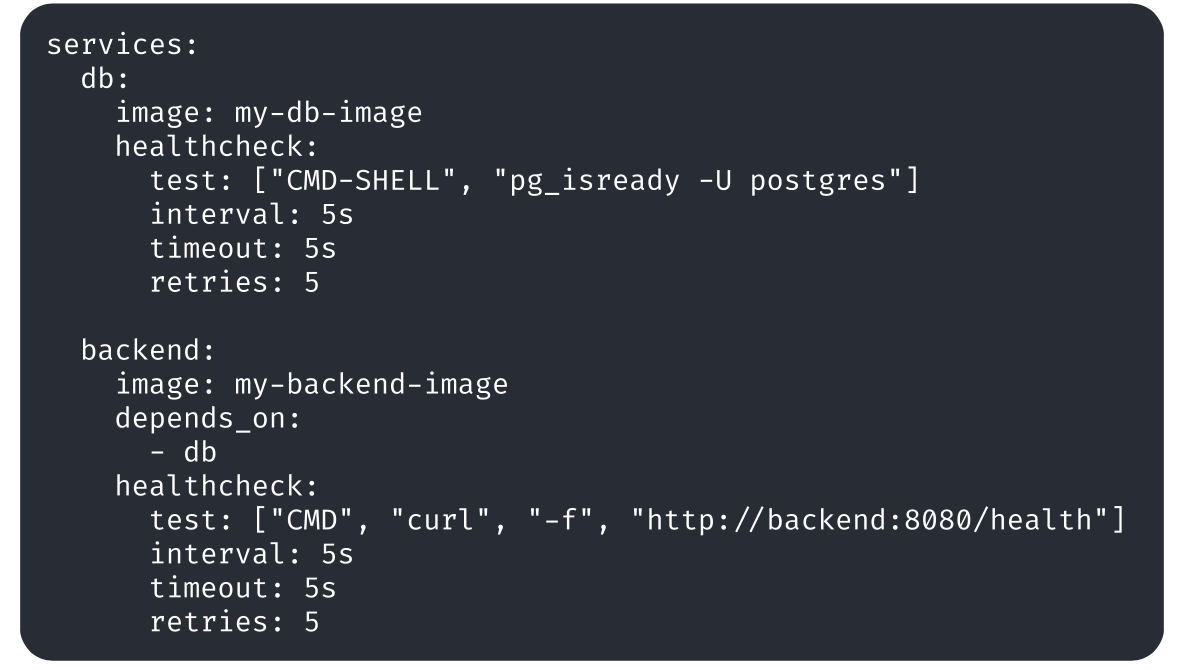 services:
  db:
    image: my-db-image
    healthcheck:
      test: ["CMD-SHELL", "pg_isready -U postgres"]
      interval: 5s
      timeout: 5s
      retries: 5

  backend:
    image: my-backend-image
    depends_on:
      - db
    healthcheck:
      test: ["CMD", "curl", "-f", "http://backend:8080/health"]
      interval: 5s
      timeout: 5s
      retries: 5